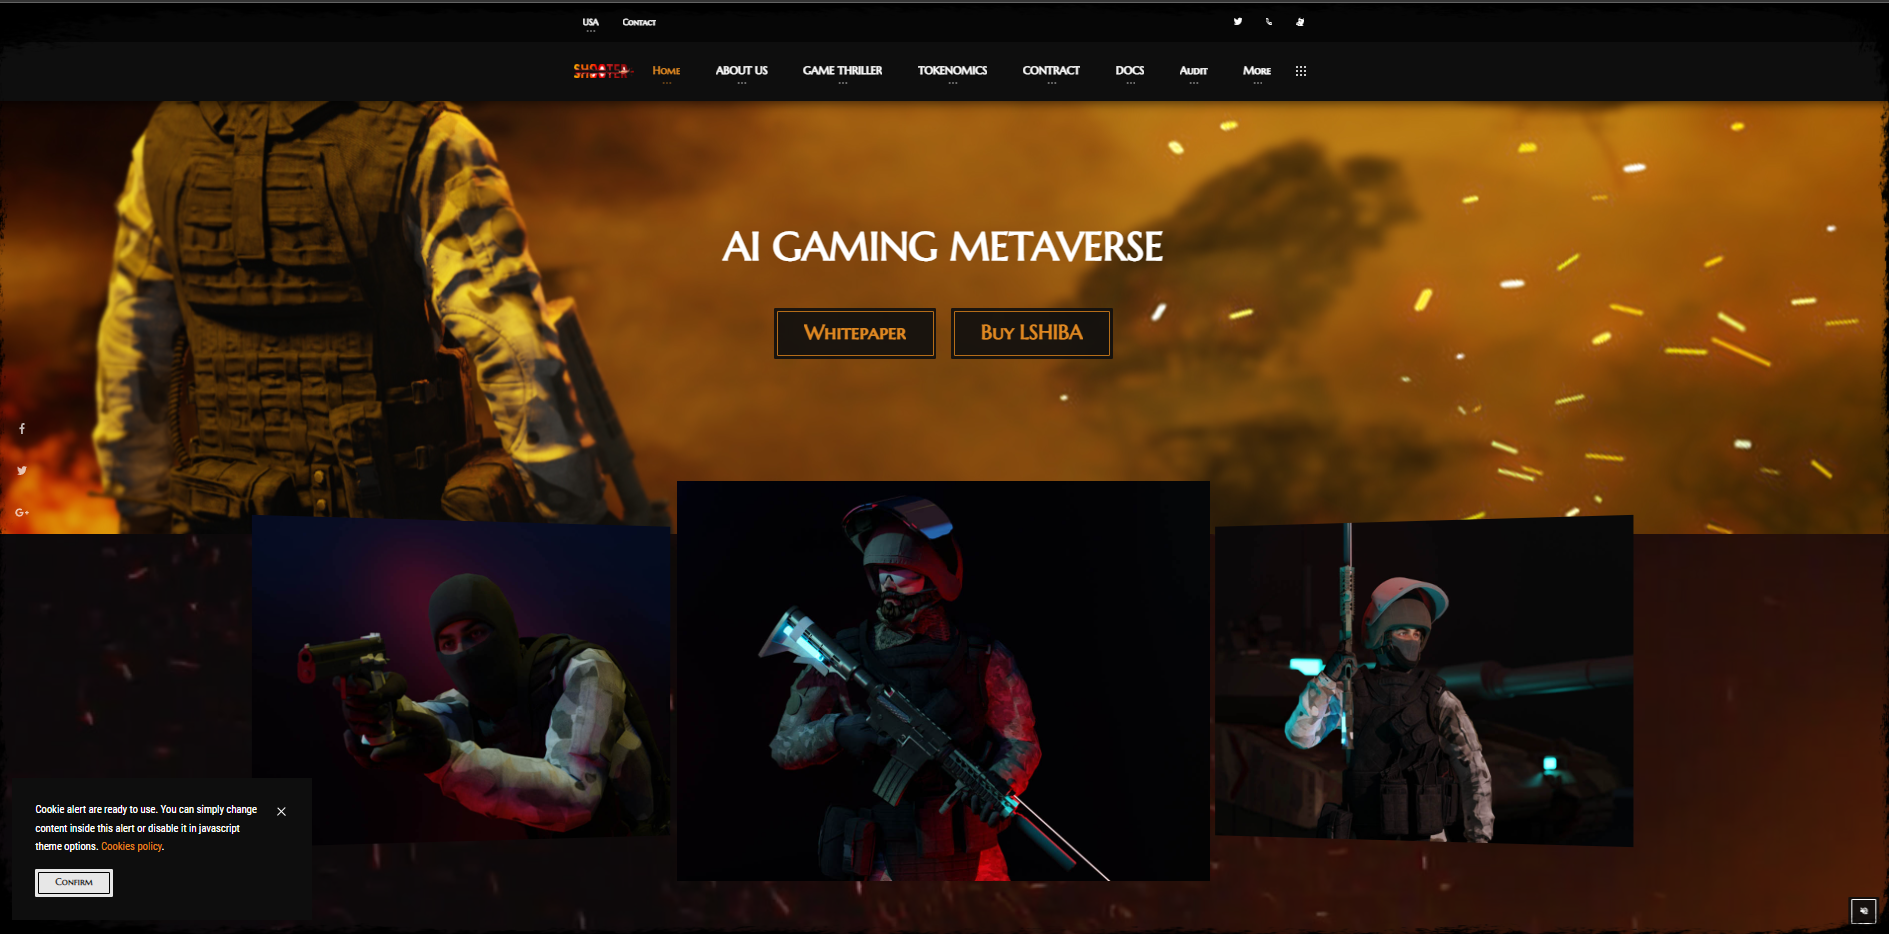 USA
Contact
SHOOTER
Home
ABOUT US
GAME THRILLER
TOKENOMICS
CONTRACT
DOCS
Audit
More
AI GAMING METAVERSE
Whitepaper
Buy LSHIBA
Cookie alert are ready to use. You can simply change
content inside this alert or disable it in javascript
theme options. Cookies policy.
Confirm